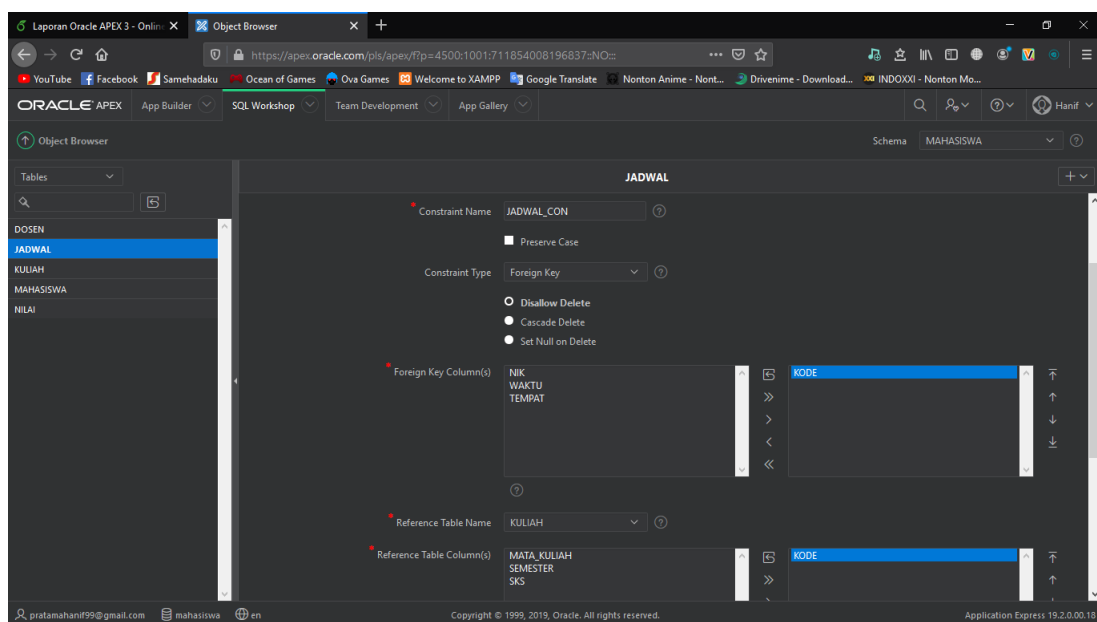 Laporan Oracle APEX 3 - Online
Object Browser
https://apex.oracle.com/pls/apex/f?p=4500:1001:711854008196837::NO:::
YouTube Facebook Samehadaku Ocean of Games Ova Games Welcome to XAMPP Google Translate Nonton Anime - Nont... Drivenime - Download... INDOXXI - Nonton Mo...
ORACLE APEX App Builder SQL Workshop Team Development App Gallery Hanif
Object Browser Schema MAHASISWA
Tables JADWAL
Constraint Name JADWAL_CON
DOSEN
Preserve Case
JADWAL
KULIAH Constraint Type Foreign Key
MAHASISWA
Disallow Delete
NILAI
Cascade Delete
Set Null on Delete
Foreign Key Column(s) NIK KODE
WAKTU
TEMPAT
Reference Table Name KULIAH
Reference Table Column(s) MATA_KULIAH KODE
SEMESTER
SKS
pratamahanif99@gmail.com mahasiswa en Copyright © 1999, 2019, Oracle. All rights reserved. Application Express 19.2.0.00.18